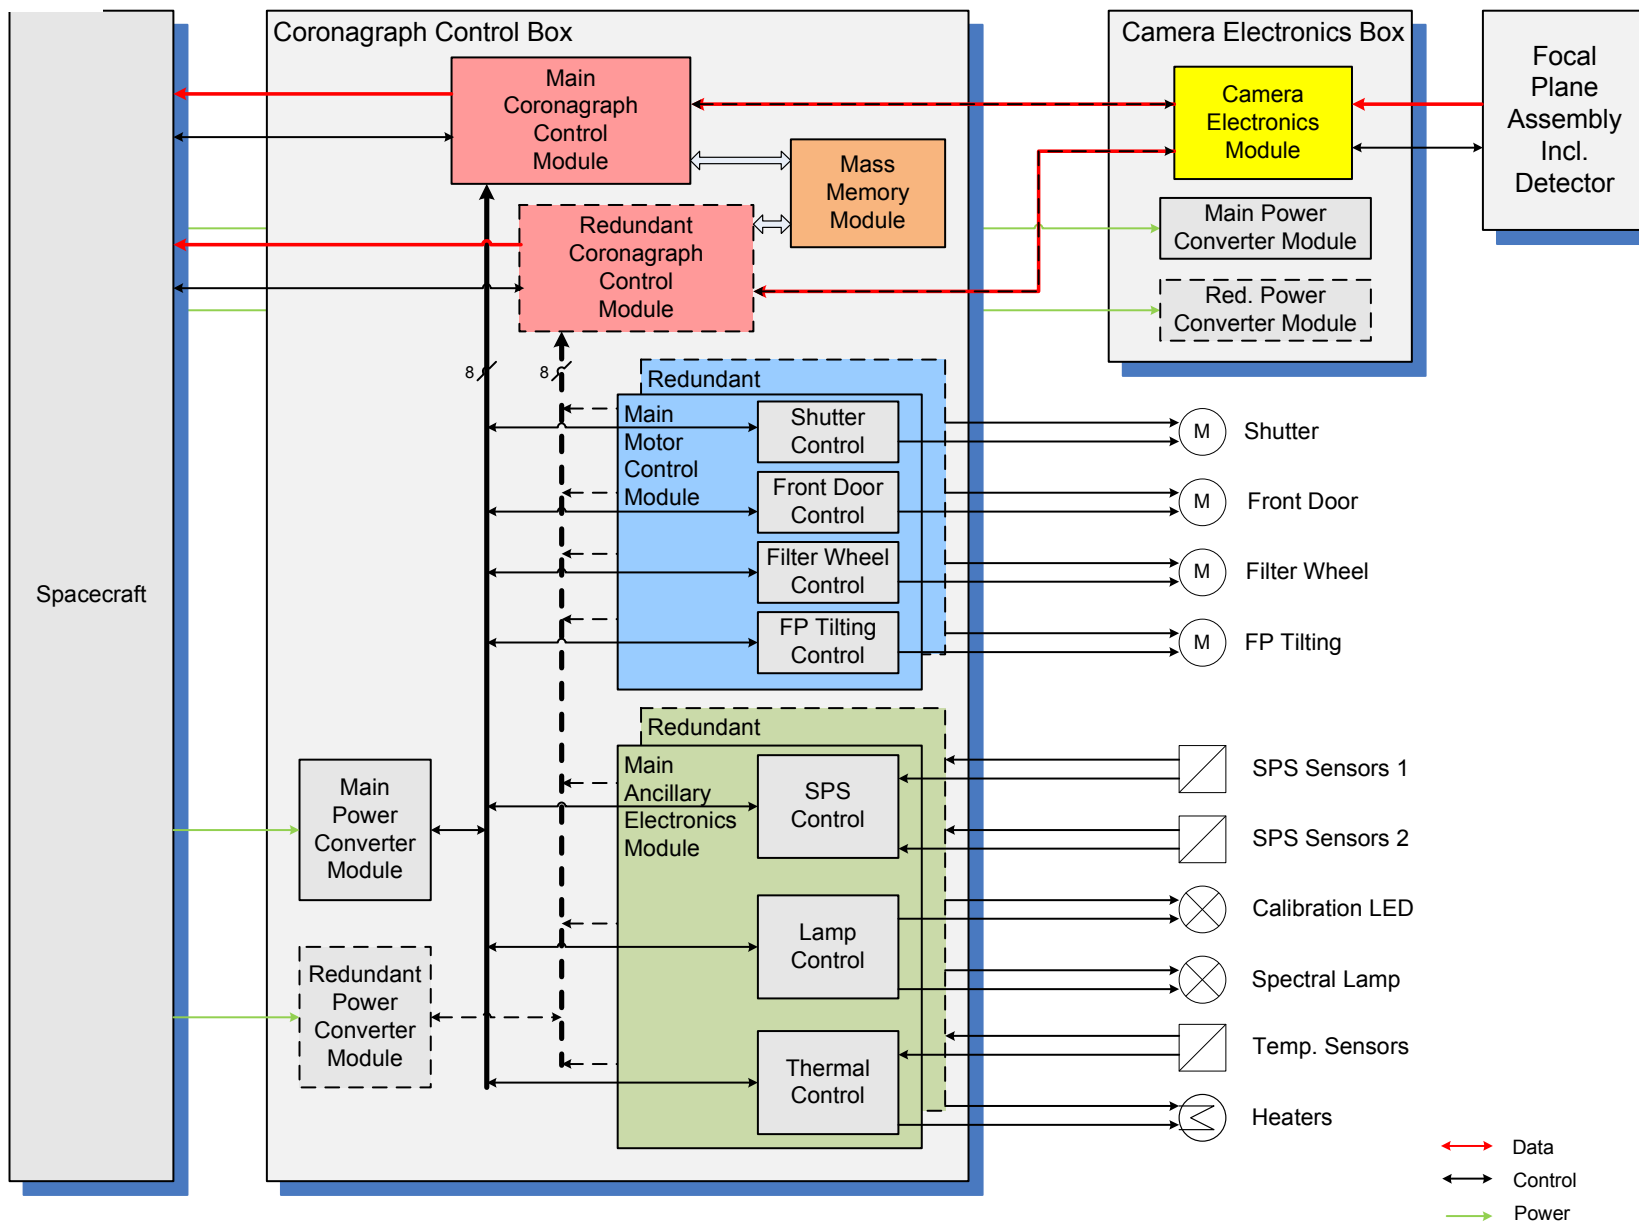 Spacecraft
Coronagraph Control Box
Main
Coronagraph
Control
Module
Redundant
Coronagraph
Control
Module
Mass
Memory
Module
8
8
Redundant
Main
Motor
Control
Module
Shutter
Control
Front Door
Control
Filter Wheel
Control
FP Tilting
Control
Redundant
Main
Ancillary
Electronics
Module
SPS
Control
Lamp
Control
Thermal
Control
Main
Power
Converter
Module
Redundant
Power
Converter
Module
Camera Electronics Box
Camera
Electronics
Module
Main Power
Converter Module
Red. Power
Converter Module
Focal
Plane
Assembly
Incl.
Detector
M
Shutter
M
Front Door
M
Filter Wheel
M
FP Tilting
SPS Sensors 1
SPS Sensors 2
Calibration LED
Spectral Lamp
Temp. Sensors
Heaters
Data
Control
Power